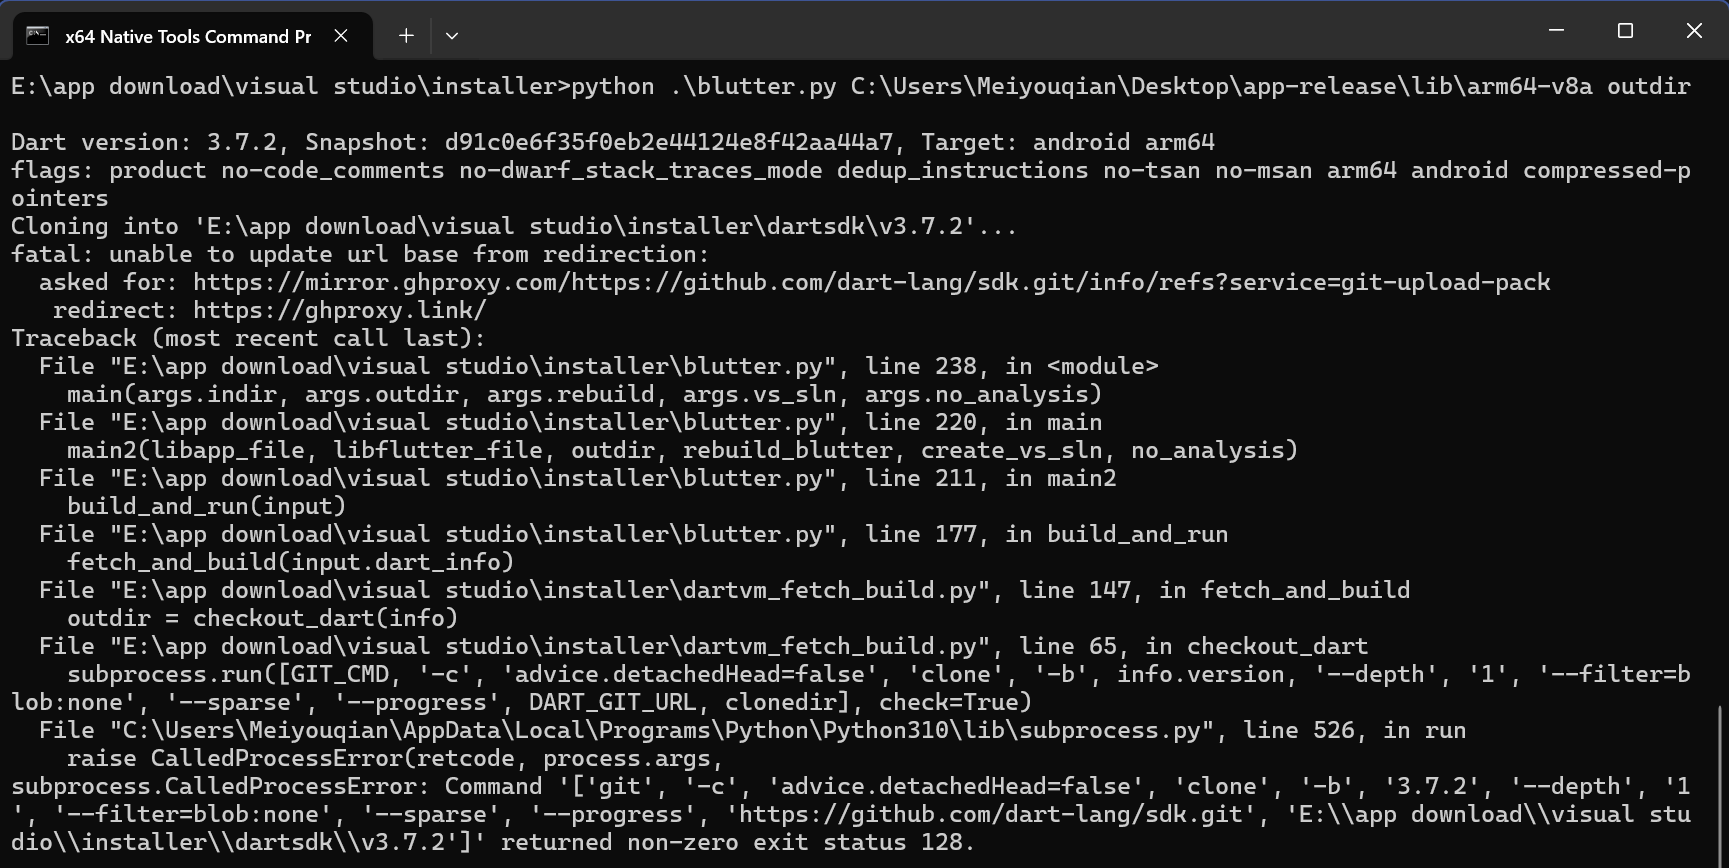 x64 Native Tools Command Pr
E:\app download\visual studio\installer>python .\blutter.py C:\Users\Meiyouqian\Desktop\app-release\lib\arm64-v8a outdir
Dart version: 3.7.2, Snapshot: d91c0e6f35f0eb2e44124e8f42aa44a7, Target: android arm64
flags: product no-code_comments no-dwarf_stack_traces_mode dedup_instructions no-tsan no-msan arm64 android compressed-p
ointers
Cloning into 'E:\app download\visual studio\installer\dartsdk\v3.7.2'...
fatal: unable to update url base from redirection:
  asked for: https://mirror.ghproxy.com/https://github.com/dart-lang/sdk.git/info/refs?service=git-upload-pack
   redirect: https://ghproxy.link/
Traceback (most recent call last):
  File "E:\app download\visual studio\installer\blutter.py", line 238, in <module>
    main(args.indir, args.outdir, args.rebuild, args.vs_sln, args.no_analysis)
  File "E:\app download\visual studio\installer\blutter.py", line 220, in main
    main2(libapp_file, libflutter_file, outdir, rebuild_blutter, create_vs_sln, no_analysis)
  File "E:\app download\visual studio\installer\blutter.py", line 211, in main2
    build_and_run(input)
  File "E:\app download\visual studio\installer\blutter.py", line 177, in build_and_run
    fetch_and_build(input.dart_info)
  File "E:\app download\visual studio\installer\dartvm_fetch_build.py", line 147, in fetch_and_build
    outdir = checkout_dart(info)
  File "E:\app download\visual studio\installer\dartvm_fetch_build.py", line 65, in checkout_dart
    subprocess.run([GIT_CMD, '-c', 'advice.detachedHead=false', 'clone', '-b', info.version, '--depth', '1', '--filter=b
lob:none', '--sparse', '--progress', DART_GIT_URL, clonedir], check=True)
  File "C:\Users\Meiyouqian\AppData\Local\Programs\Python\Python310\lib\subprocess.py", line 526, in run
    raise CalledProcessError(retcode, process.args,
subprocess.CalledProcessError: Command '['git', '-c', 'advice.detachedHead=false', 'clone', '-b', '3.7.2', '--depth', '1
', '--filter=blob:none', '--sparse', '--progress', 'https://github.com/dart-lang/sdk.git', 'E:\\app download\\visual stu
dio\\installer\\dartsdk\\v3.7.2']' returned non-zero exit status 128.